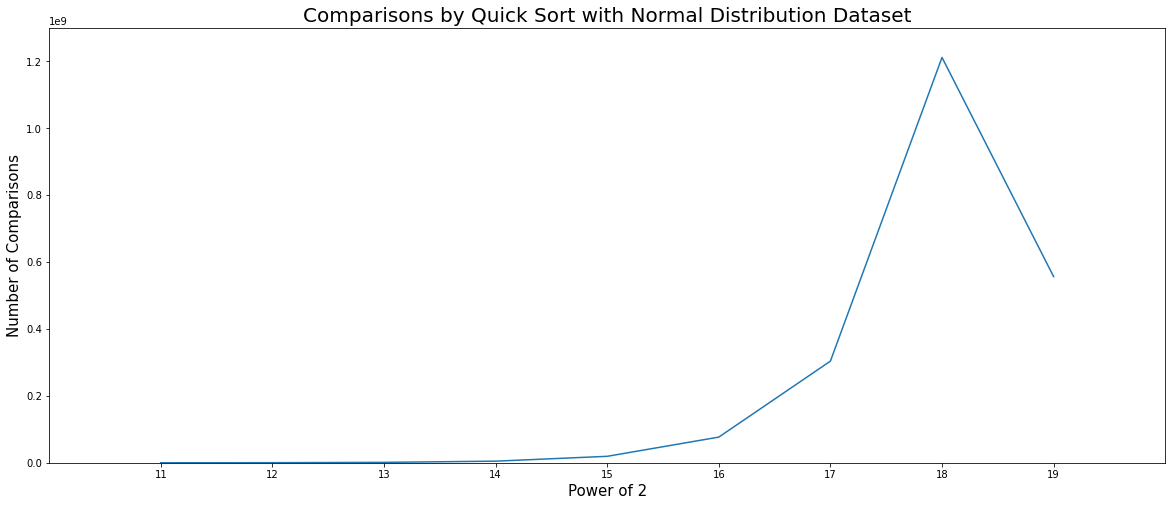 Comparisons by Quick Sort with Normal Distribution Dataset
1e9
1.2
1.0
0.8
0.6
0.4
0.2
0.0
Number of Comparisons
11 12 13 14 15 16 17 18 19
Power of 2